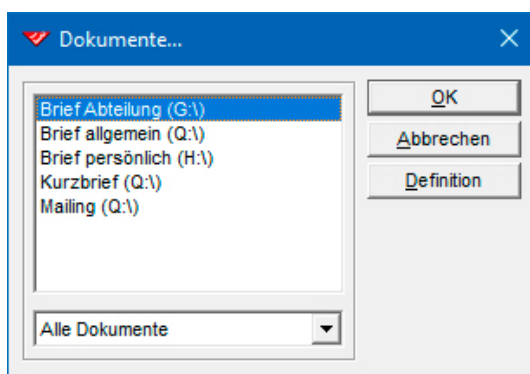 Dokumente...
Brief Abteilung (G:\)
Brief allgemein (Q:\)
Brief persönlich (H:\)
Kurzbrief (Q:\)
Mailing (Q:\)
Alle Dokumente
OK
Abbrechen
Definition